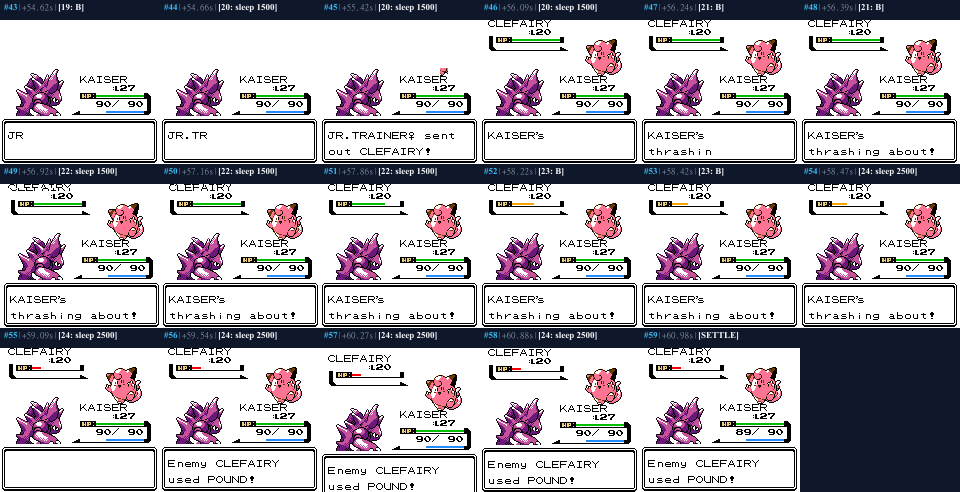 #43|+54.62s| [19: B]
KAISER
:L27
HP:
90/ 90
JR
#44|+54.66s| [20: sleep 1500]
KAISER
:L27
HP:
90/ 90
JR.TR
#45|+55.42s| [20: sleep 1500]
KAISER
:L27
HP:
90/ 90
JR.TRAINER♀ sent
out CLEFAIRY!
#46|+56.09s| [21: B]
CLEFAIRY
:L20
HP:
KAISER
:L27
HP:
90/ 90
KAISER's
#47|+56.24s| [21: B]
CLEFAIRY
:L20
HP:
KAISER
:L27
HP:
90/ 90
KAISER's
thrashin
#48|+56.39s| [21: B]
CLEFAIRY
:L20
HP:
KAISER
:L27
HP:
90/ 90
KAISER's
thrashing about!
#49|+56.92s| [22: sleep 1500]
CLEFAIRY
:L20
HP:
KAISER
:L27
HP:
90/ 90
KAISER's
thrashing about!
#50|+57.16s| [22: sleep 1500]
CLEFAIRY
:L20
HP:
KAISER
:L27
HP:
90/ 90
KAISER's
thrashing about!
#51|+57.86s| [22: sleep 1500]
CLEFAIRY
:L20
HP:
KAISER
:L27
HP:
90/ 90
KAISER's
thrashing about!
#52|+58.22s| [23: B]
CLEFAIRY
:L20
HP:
KAISER
:L27
HP:
90/ 90
KAISER's
thrashing about!
#53|+58.42s| [23: B]
CLEFAIRY
:L20
HP:
KAISER
:L27
HP:
90/ 90
KAISER's
thrashing about!
#54|+58.47s| [24: sleep 2500]
CLEFAIRY
:L20
HP:
KAISER
:L27
HP:
90/ 90
KAISER's
thrashing about!
#55|+59.09s| [24: sleep 2500]
CLEFAIRY
:L20
HP:
KAISER
:L27
HP:
90/ 90
#56|+59.54s| [24: sleep 2500]
CLEFAIRY
:L20
HP:
KAISER
:L27
HP:
90/ 90
Enemy CLEFAIRY
used POUND!
#57|+60.27s| [24: sleep 2500]
CLEFAIRY
:L20
HP:
KAISER
:L27
HP:
90/ 90
Enemy CLEFAIRY
used POUND!
#58|+60.88s| [24: sleep 2500]
CLEFAIRY
:L20
HP:
KAISER
:L27
HP:
90/ 90
Enemy CLEFAIRY
used POUND!
#59|+60.98s| [SETTLE]
CLEFAIRY
:L20
HP:
KAISER
:L27
HP:
89/ 90
Enemy CLEFAIRY
used POUND!